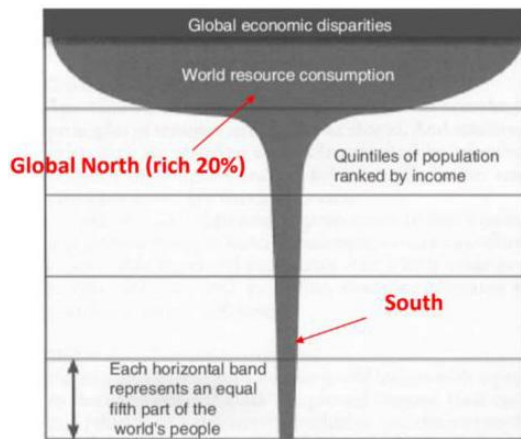 Global economic disparities
World resource consumption
Global North (rich 20%)
Quintiles of population
ranked by income
South
Each horizontal band
represents an equal
fifth part of the
world's people